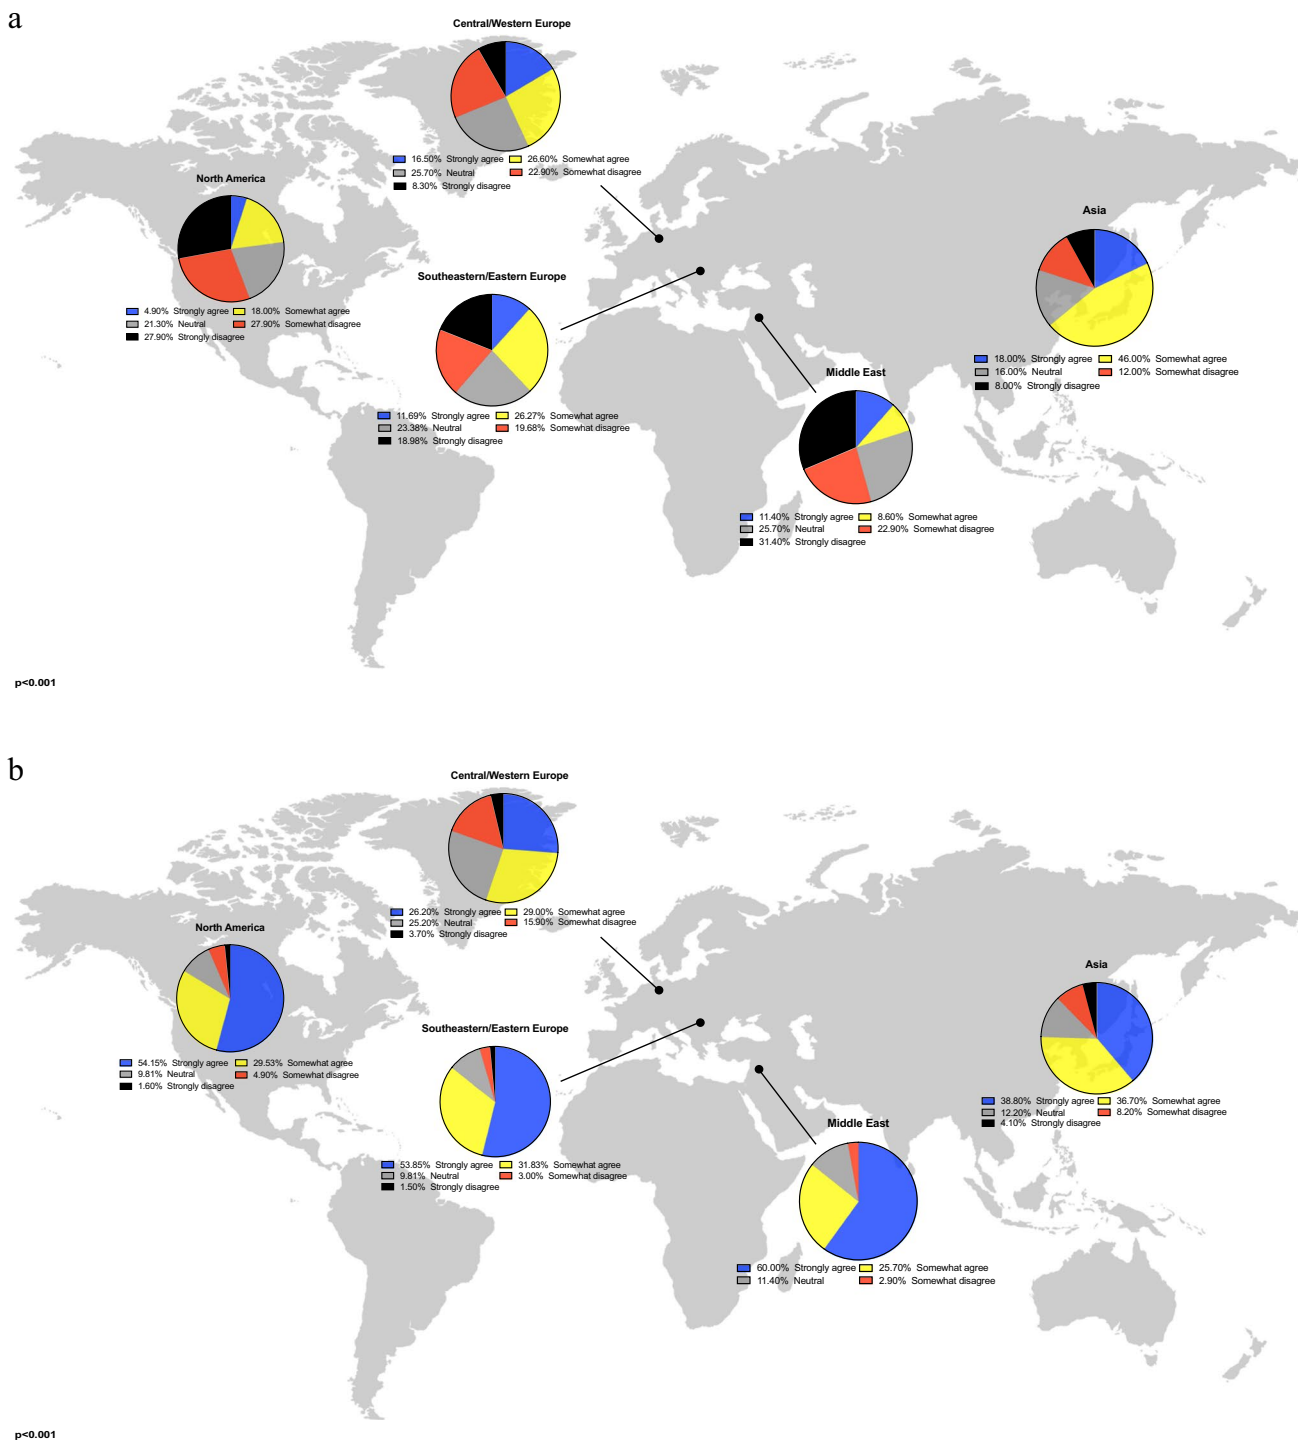 a
Central/Western Europe
16.50% Strongly agree 26.60% Somewhat agree
25.70% Neutral 22.90% Somewhat disagree
8.30% Strongly disagree
North America
4.90% Strongly agree 18.00% Somewhat agree
21.30% Neutral 27.90% Somewhat disagree
27.90% Strongly disagree
Asia
18.00% Strongly agree 46.00% Somewhat agree
16.00% Neutral 12.00% Somewhat disagree
8.00% Strongly disagree
Southeastern/Eastern Europe
11.69% Strongly agree 26.27% Somewhat agree
23.38% Neutral 19.68% Somewhat disagree
18.98% Strongly disagree
Middle East
11.40% Strongly agree 8.60% Somewhat agree
25.70% Neutral 22.90% Somewhat disagree
31.40% Strongly disagree
p<0.001
b
Central/Western Europe
26.20% Strongly agree 29.00% Somewhat agree
25.20% Neutral 15.90% Somewhat disagree
3.70% Strongly disagree
North America
54.15% Strongly agree 29.53% Somewhat agree
9.81% Neutral 4.90% Somewhat disagree
1.60% Strongly disagree
Asia
38.80% Strongly agree 36.70% Somewhat agree
12.20% Neutral 8.20% Somewhat disagree
4.10% Strongly disagree
Southeastern/Eastern Europe
53.85% Strongly agree 31.83% Somewhat agree
9.81% Neutral 3.00% Somewhat disagree
1.50% Strongly disagree
Middle East
60.00% Strongly agree 25.70% Somewhat agree
11.40% Neutral 2.90% Somewhat disagree
p<0.001